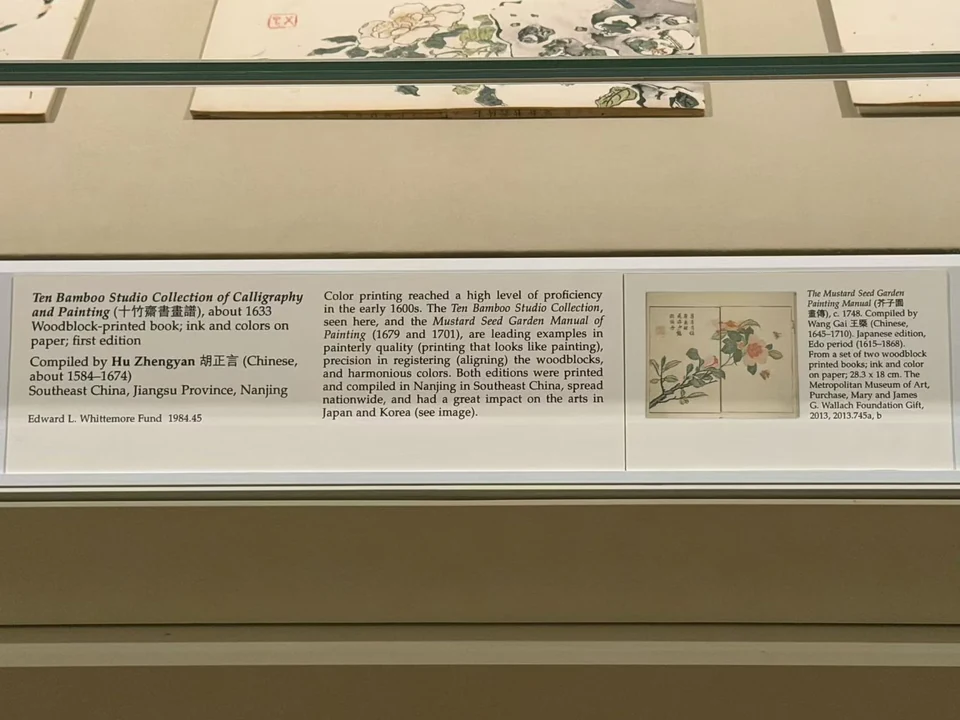 Ten Bamboo Studio Collection of Calligraphy
and Painting (十竹齋書畫譜), about 1633
Woodblock-printed book; ink and colors on
paper; first edition
Compiled by Hu Zhengyan 胡正言 (Chinese,
about 1584–1674)
Southeast China, Jiangsu Province, Nanjing
Edward L. Whittemore Fund 1984.45
Color printing reached a high level of proficiency
in the early 1600s. The Ten Bamboo Studio Collection,
seen here, and the Mustard Seed Garden Manual of
Painting (1679 and 1701), are leading examples in
painterly quality (printing that looks like painting),
precision in registering (aligning) the woodblocks,
and harmonious colors. Both editions were printed
and compiled in Nanjing in Southeast China, spread
nationwide, and had a great impact on the arts in
Japan and Korea (see image).
The Mustard Seed Garden
Painting Manual (芥子園
畫傳), c. 1748. Compiled by
Wang Gai 王槩 (Chinese,
1645–1710). Japanese edition,
Edo period (1615–1868).
From a set of two woodblock
printed books; ink and color
on paper; 28.3 x 18 cm. The
Metropolitan Museum of Art,
Purchase, Mary and James
G. Wallach Foundation Gift,
2013, 2013.745a, b